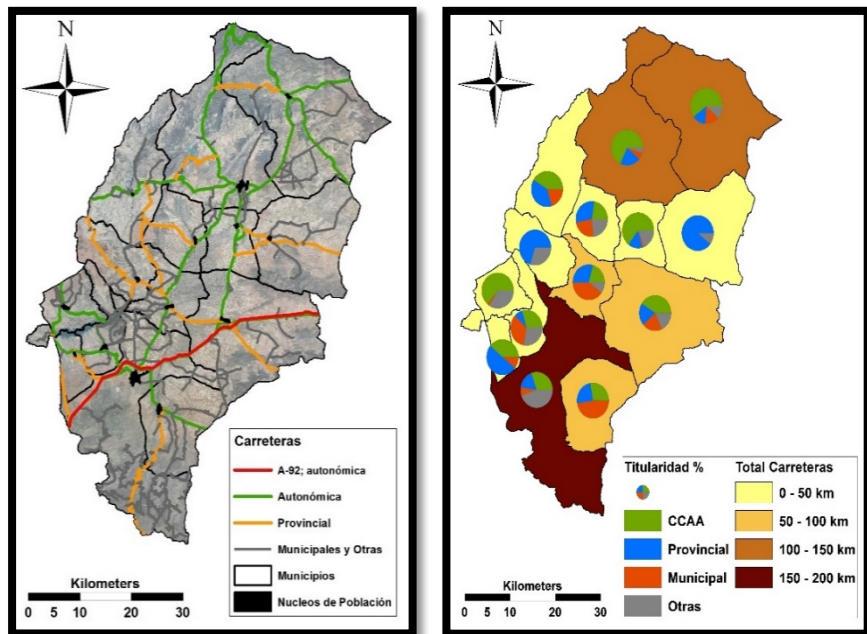 N
Carreteras
A-92; autonómica
Autonómica
Provincial
Municipales y Otras
Municipios
Nucleos de Población
Kilometers
0 5 10 20 30
N
Titularidad %
CCAA
Provincial
Municipal
Otras
Total Carreteras
0 - 50 km
50 - 100 km
100 - 150 km
150 - 200 km
Kilometers
0 5 10 20 30